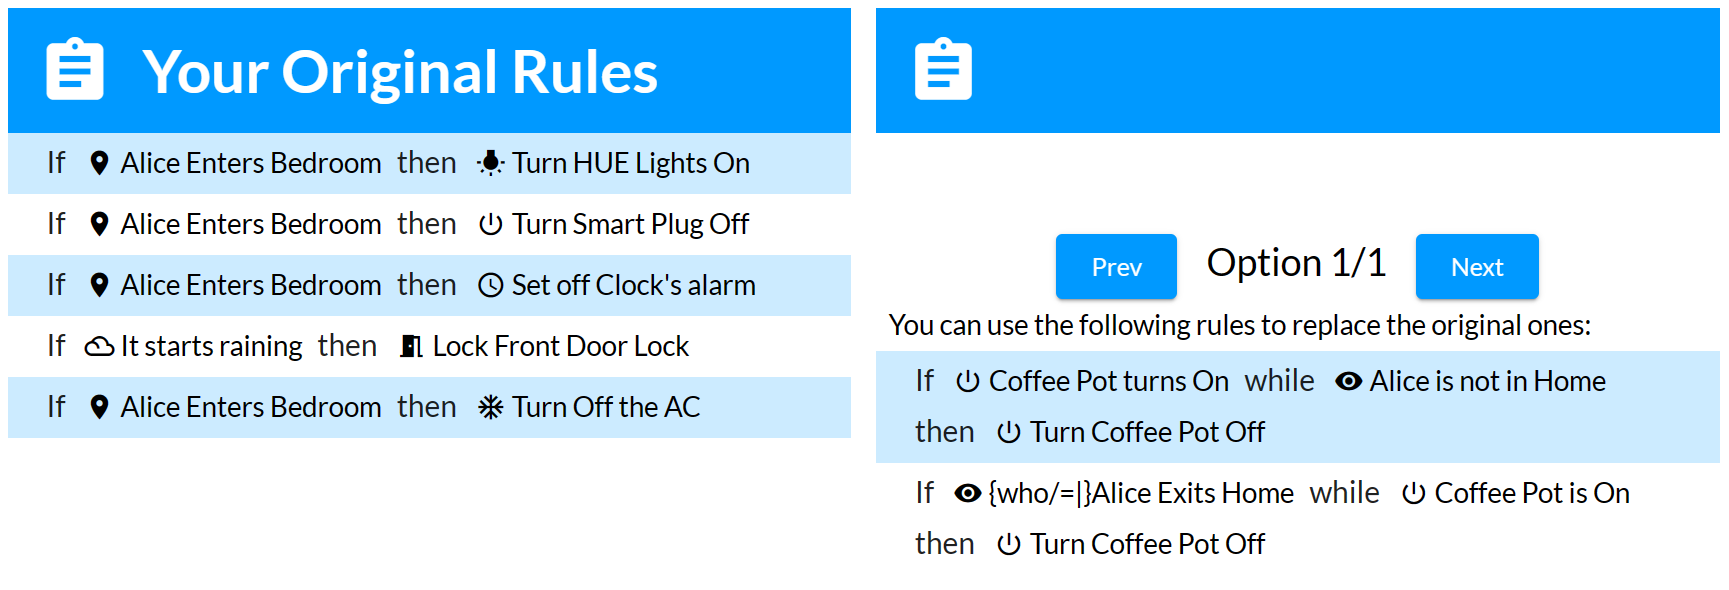 Your Original Rules
If Alice Enters Bedroom then Turn HUE Lights On
If Alice Enters Bedroom then Turn Smart Plug Off
If Alice Enters Bedroom then Set off Clock's alarm
If It starts raining then Lock Front Door Lock
If Alice Enters Bedroom then Turn Off the AC
Prev Option 1/1 Next
You can use the following rules to replace the original ones:
If Coffee Pot turns On while Alice is not in Home
then Turn Coffee Pot Off
If {who/=|}Alice Exits Home while Coffee Pot is On
then Turn Coffee Pot Off